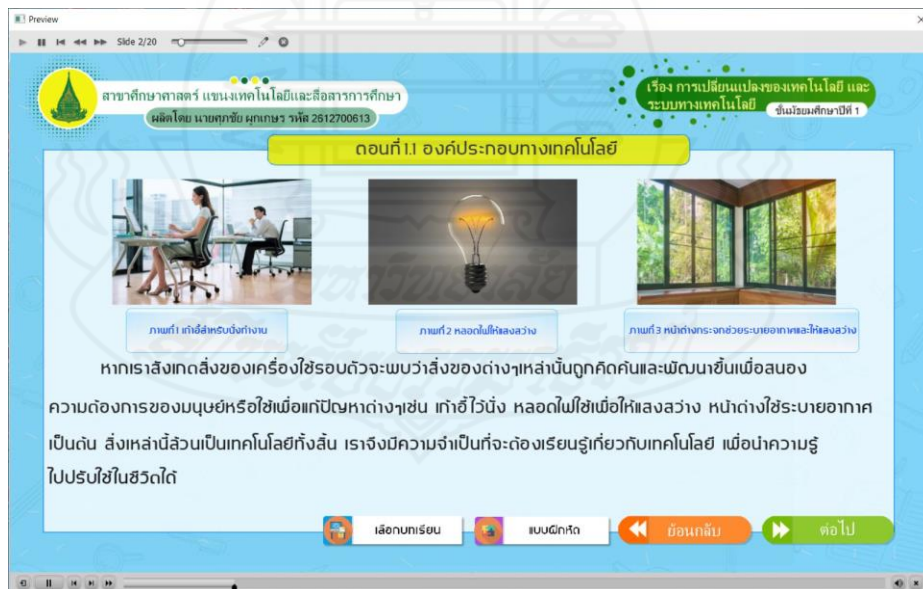 Preview
Slide 2/20
สาขาศึกษาศาสตร์ แขนงเทคโนโลยีและสื่อสารการศึกษา
ผลิตโดย นายศุภชัย ผุกเกษร รหัส 2612700613
เรื่อง การเปลี่ยนแปลงของเทคโนโลยี และ
ระบบทางเทคโนโลยี
ชั้นมัธยมศึกษาปีที่ 1
ตอนที่ 1.1 องค์ประกอบทางเทคโนโลยี
ภาพที่ 1 เก้าอี้สำหรับนั่งทำงาน
ภาพที่ 2 หลอดไฟให้แสงสว่าง
ภาพที่ 3 หน้าต่างกระจกช่วยระบายอากาศและให้แสงสว่าง
หากเราสังเกตสิ่งของเครื่องใช้รอบตัวจะพบว่าสิ่งของต่างๆเหล่านั้นถูกคิดค้นและพัฒนาขึ้นเพื่อสนอง
ความต้องการของมนุษย์หรือใช้เพื่อแก้ปัญหาต่างๆเช่น เก้าอี้ไว้นั่ง หลอดไฟใช้เพื่อให้แสงสว่าง หน้าต่างใช้ระบายอากาศ
เป็นต้น สิ่งเหล่านี้ล้วนเป็นเทคโนโลยีทั้งสิ้น เราจึงมีความจำเป็นที่จะต้องเรียนรู้เกี่ยวกับเทคโนโลยี เพื่อนำความรู้
ไปปรับใช้ในชีวิตได้
เลือกบทเรียน
แบบฝึกหัด
ย้อนกลับ
ต่อไป